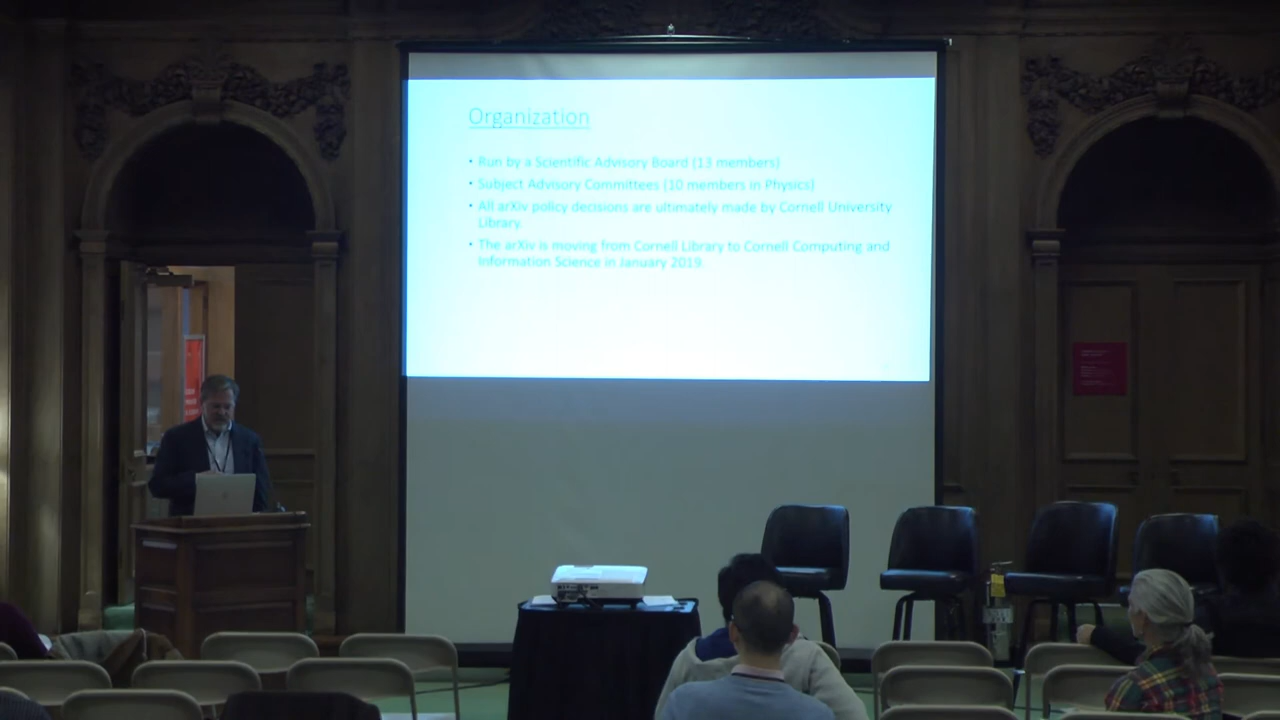 Organization
• Run by a Scientific Advisory Board (13 members)
• Subject Advisory Committees (10 members in Physics)
• All arXiv policy decisions are ultimately made by Cornell University
Library.
• The arXiv is moving from Cornell Library to Cornell Computing and
Information Science in January 2019.